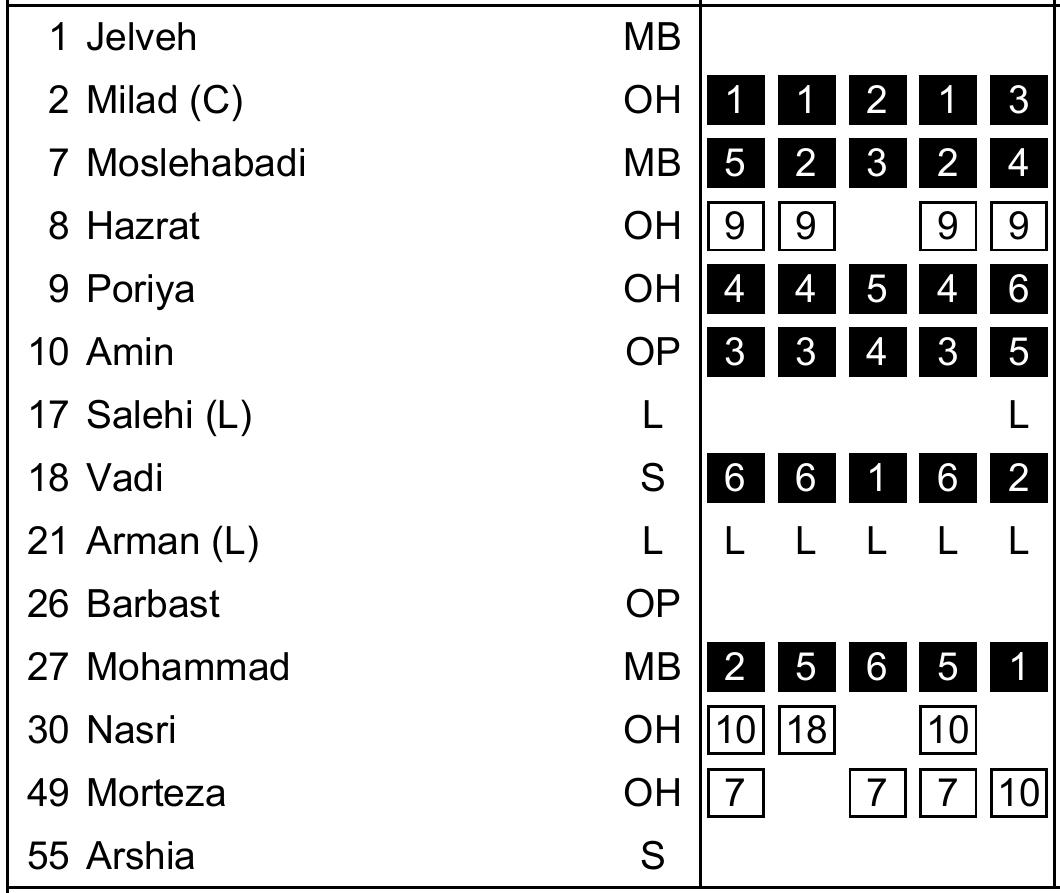 1 Jelveh MB
2 Milad (C) OH 1 1 2 1 3
7 Moslehabadi MB 5 2 3 2 4
8 Hazrat OH 9 9 9 9
9 Poriya OH 4 4 5 4 6
10 Amin OP 3 3 4 3 5
17 Salehi (L) L L
18 Vadi S 6 6 1 6 2
21 Arman (L) L L L L L L
26 Barbast OP
27 Mohammad MB 2 5 6 5 1
30 Nasri OH 10 18 10
49 Morteza OH 7 7 7 10
55 Arshia S